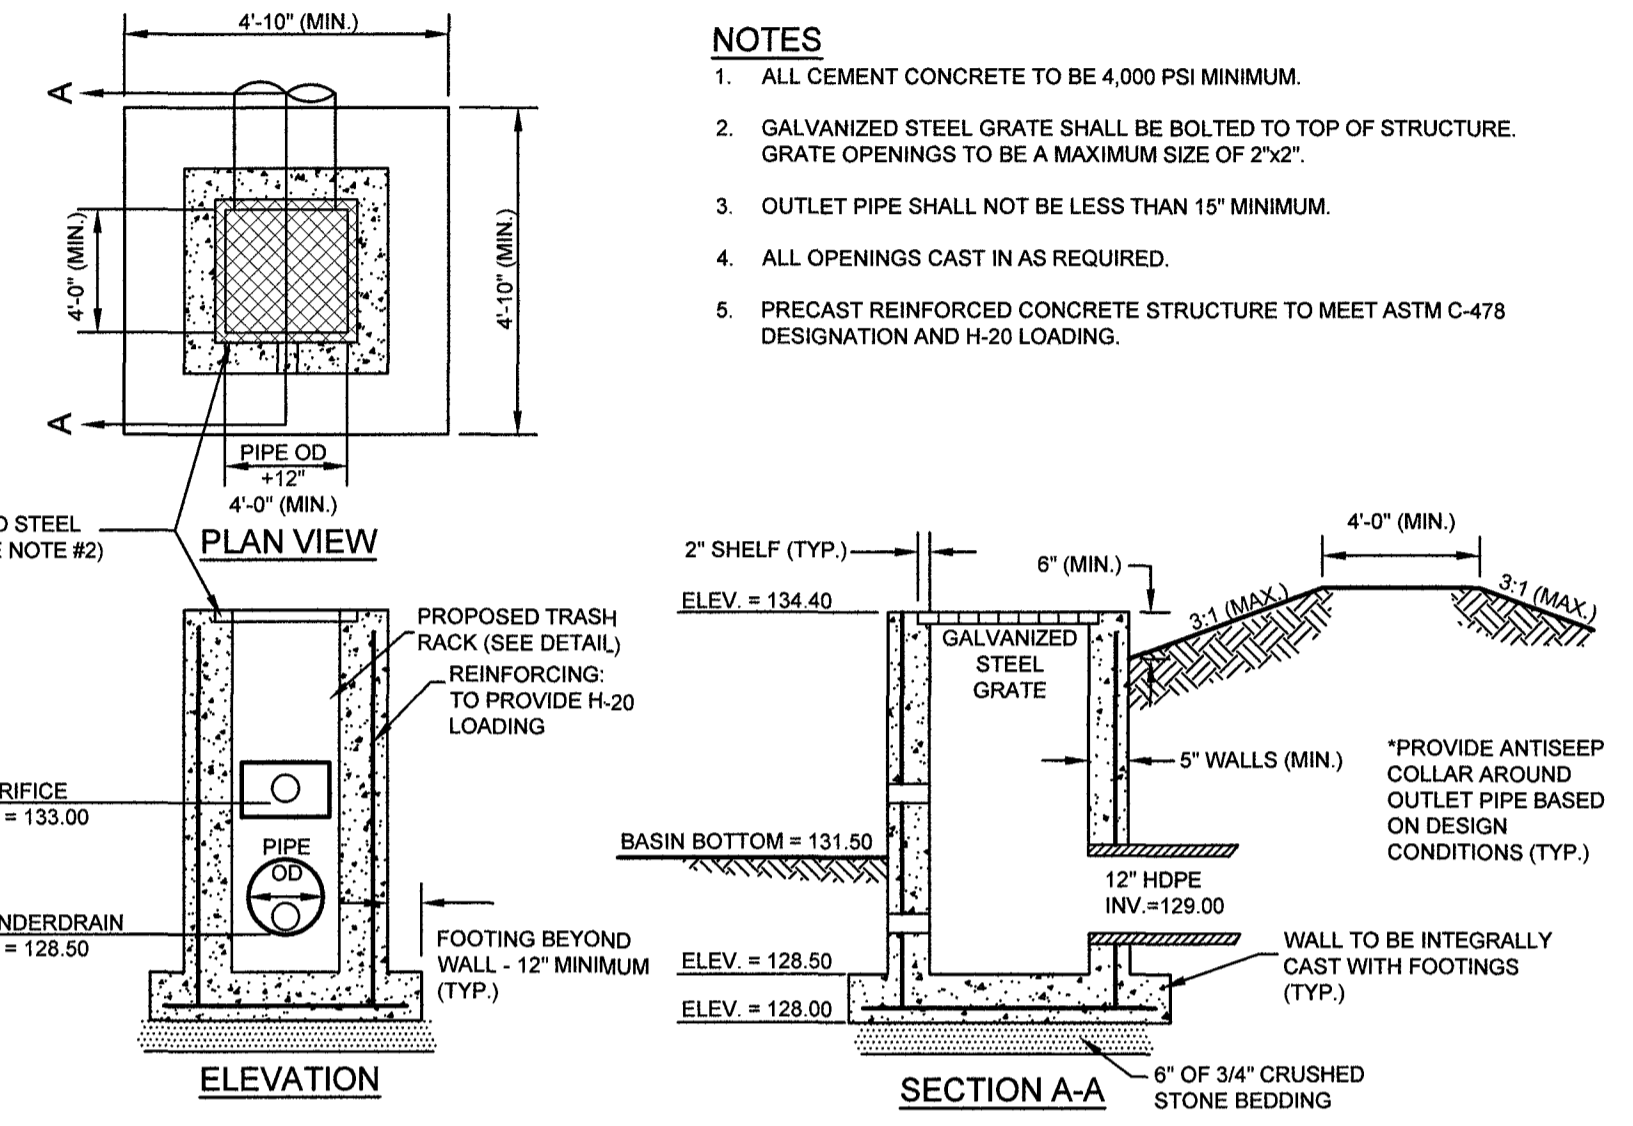 4'-10" (MIN.)
A
4'-0" (MIN.)
4'-10" (MIN.)
A
PIPE OD
+12"
4'-0" (MIN.)
STEEL
NOTE #2)
PLAN VIEW
NOTES
1. ALL CEMENT CONCRETE TO BE 4,000 PSI MINIMUM.
2. GALVANIZED STEEL GRATE SHALL BE BOLTED TO TOP OF STRUCTURE.
GRATE OPENINGS TO BE A MAXIMUM SIZE OF 2"x2".
3. OUTLET PIPE SHALL NOT BE LESS THAN 15" MINIMUM.
4. ALL OPENINGS CAST IN AS REQUIRED.
5. PRECAST REINFORCED CONCRETE STRUCTURE TO MEET ASTM C-478
DESIGNATION AND H-20 LOADING.
PROPOSED TRASH
RACK (SEE DETAIL)
REINFORCING:
TO PROVIDE H-20
LOADING
RIFICE
= 133.00
PIPE
OD
NDERDRAIN
= 128.50
FOOTING BEYOND
WALL - 12" MINIMUM
(TYP.)
ELEVATION
2" SHELF (TYP.)
6" (MIN.)
4'-0" (MIN.)
ELEV. = 134.40
3:1 (MAX.)
3:1 (MAX.)
GALVANIZED
STEEL
GRATE
5" WALLS (MIN.)
*PROVIDE ANTISEEP
COLLAR AROUND
OUTLET PIPE BASED
ON DESIGN
CONDITIONS (TYP.)
BASIN BOTTOM = 131.50
12" HDPE
INV.=129.00
WALL TO BE INTEGRALLY
CAST WITH FOOTINGS
(TYP.)
ELEV. = 128.50
ELEV. = 128.00
6" OF 3/4" CRUSHED
STONE BEDDING
SECTION A-A